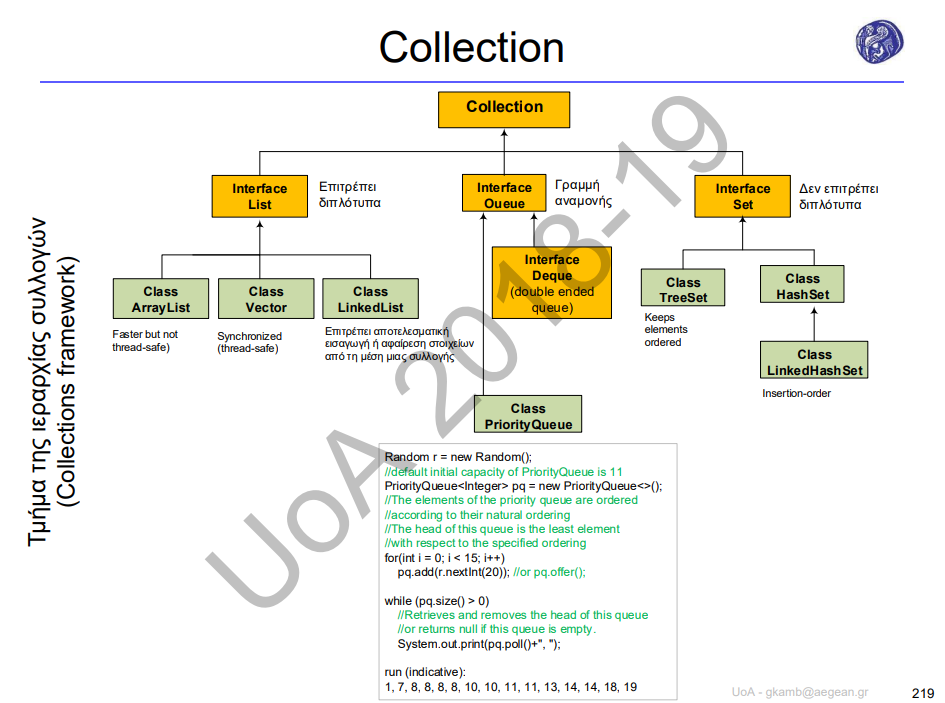 Collection
Τμήμα της ιεραρχίας συλλογών
(Collections framework)
Collection
Interface
List
Επιτρέπει
διπλότυπα
Interface
Queue
Γραμμή
αναμονής
Interface
Set
Δεν επιτρέπει
διπλότυπα
Class
ArrayList
Faster but not
thread-safe)
Class
Vector
Synchronized
(thread-safe)
Class
LinkedList
Επιτρέπει αποτελεσματική
εισαγωγή ή αφαίρεση στοιχείων
από τη μέση μιας συλλογής
Interface
Deque
(double ended
queue)
Class
TreeSet
Keeps
elements
ordered
Class
HashSet
Class
LinkedHashSet
Insertion-order
Class
PriorityQueue
Random r = new Random();
//default initial capacity of PriorityQueue is 11
PriorityQueue<Integer> pq = new PriorityQueue<>();
//The elements of the priority queue are ordered
//according to their natural ordering
//The head of this queue is the least element
//with respect to the specified ordering
for(int i = 0; i < 15; i++)
pq.add(r.nextInt(20)); //or pq.offer();
while (pq.size() > 0)
//Retrieves and removes the head of this queue
//or returns null if this queue is empty.
System.out.print(pq.poll()+", ");
run (indicative):
1, 7, 8, 8, 8, 8, 10, 10, 11, 11, 13, 14, 14, 18, 19
UoA 2018-19
UoA - gkamb@aegean.gr
219